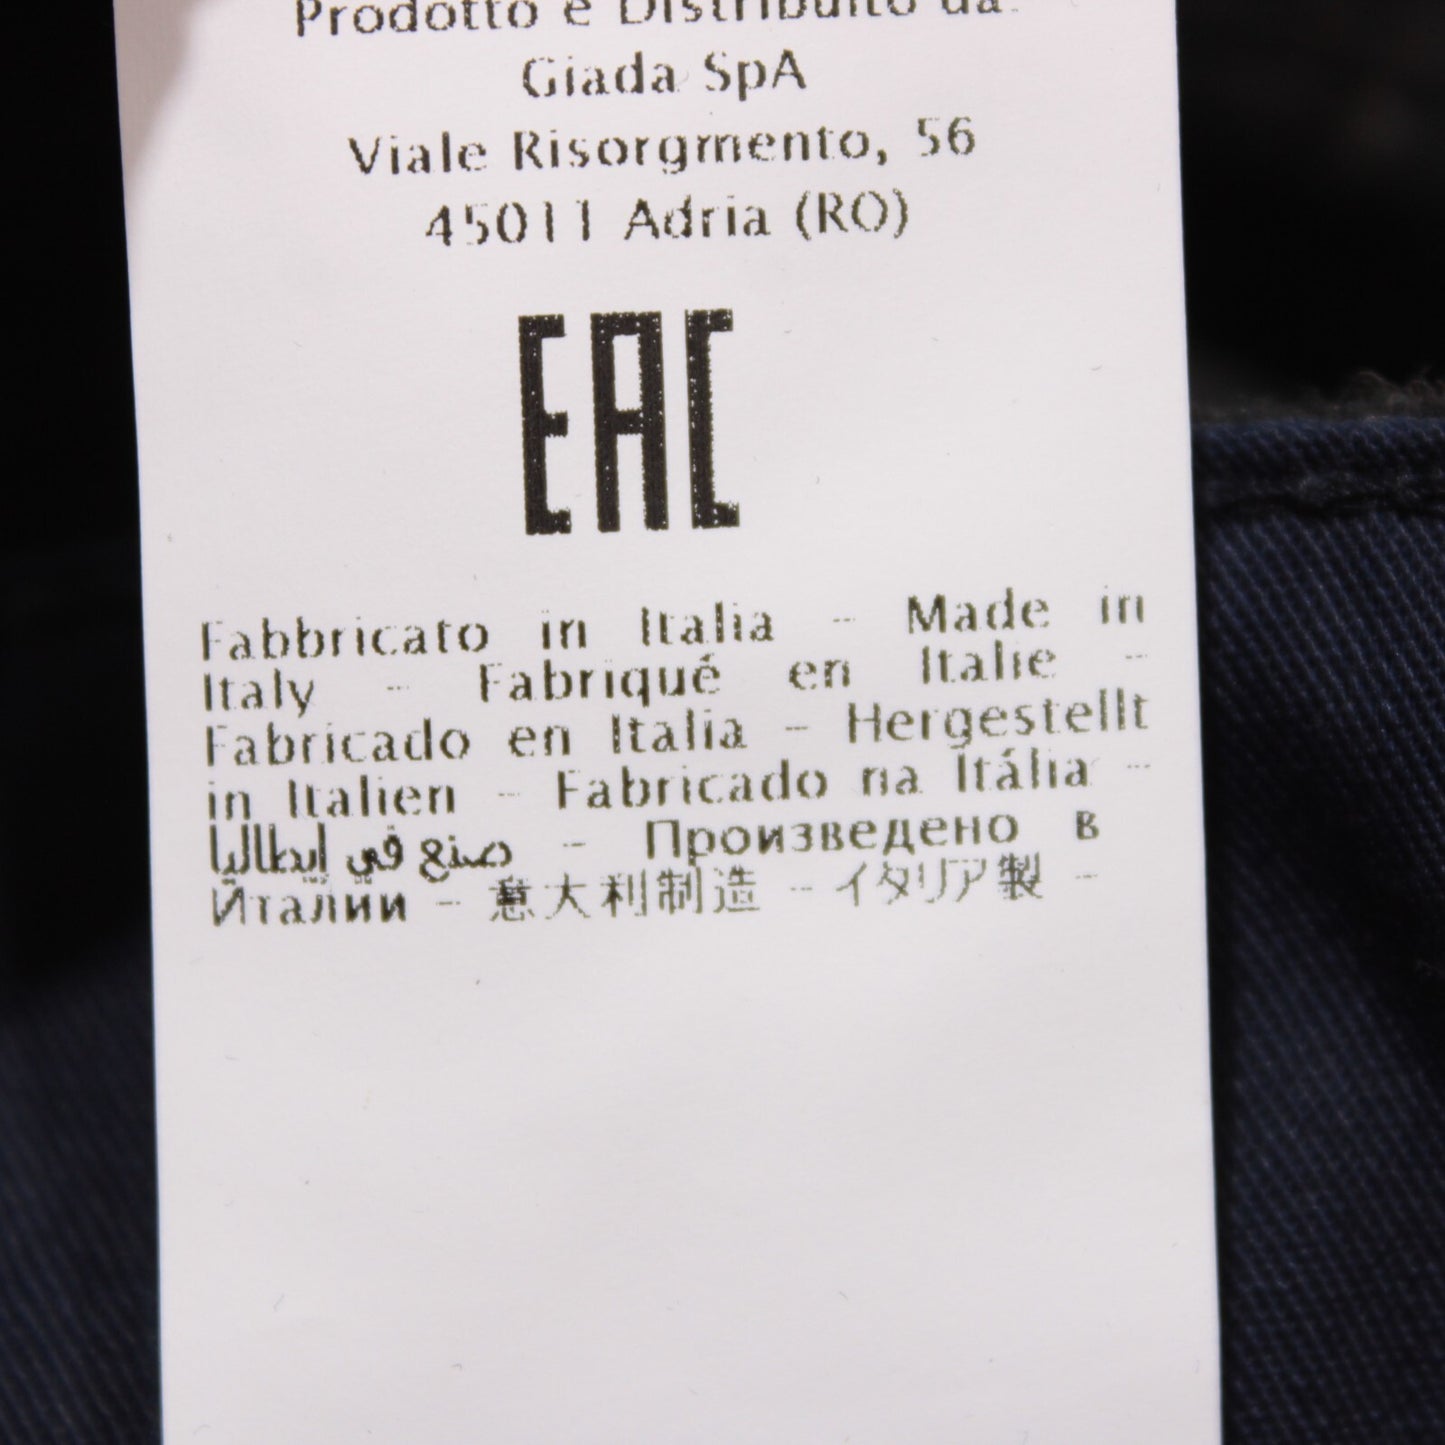 Prodotto e Distribuito da:
Giada SpA
Viale Risorgmento, 56
45011 Adria (RO)
EAC
Fabbricato in Italia - Made in
Italy - Fabriqué en Italie -
Fabricado en Italia - Hergestellt
in Italien - Fabricado na Itália -
صنع في إيطاليا - Произведено в
Италии - 意大利制造 - イタリア製 -